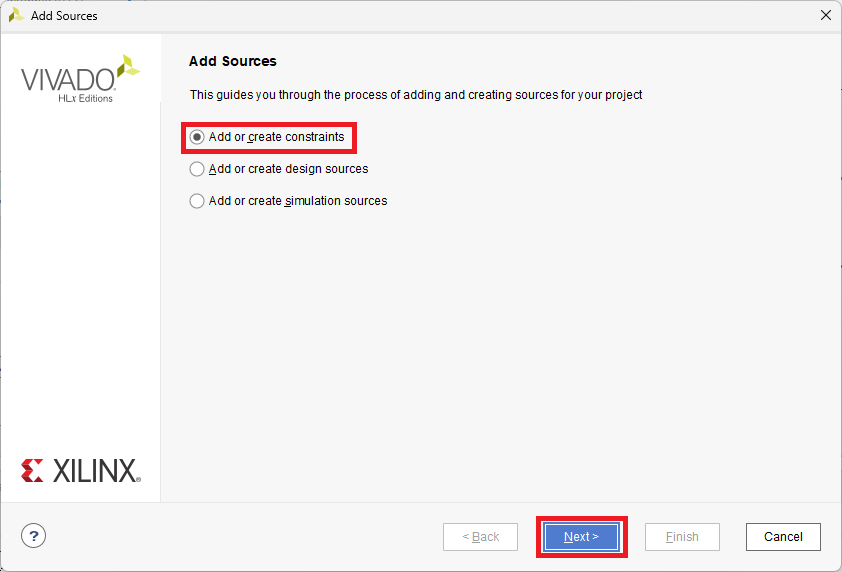 Add Sources
VIVADO
HLx Editions
Add Sources
This guides you through the process of adding and creating sources for your project
Add or create constraints
Add or create design sources
Add or create simulation sources
XILINX
?
< Back
Next >
Finish
Cancel